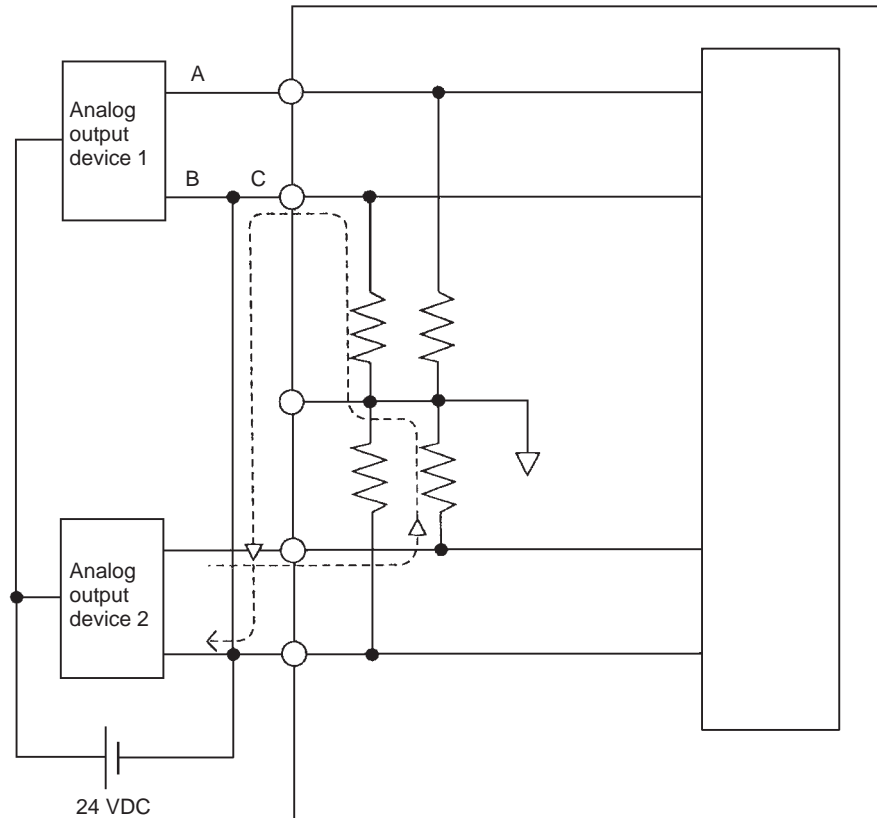 A
Analog
output
device 1
B
C
Analog
output
device 2
24 VDC